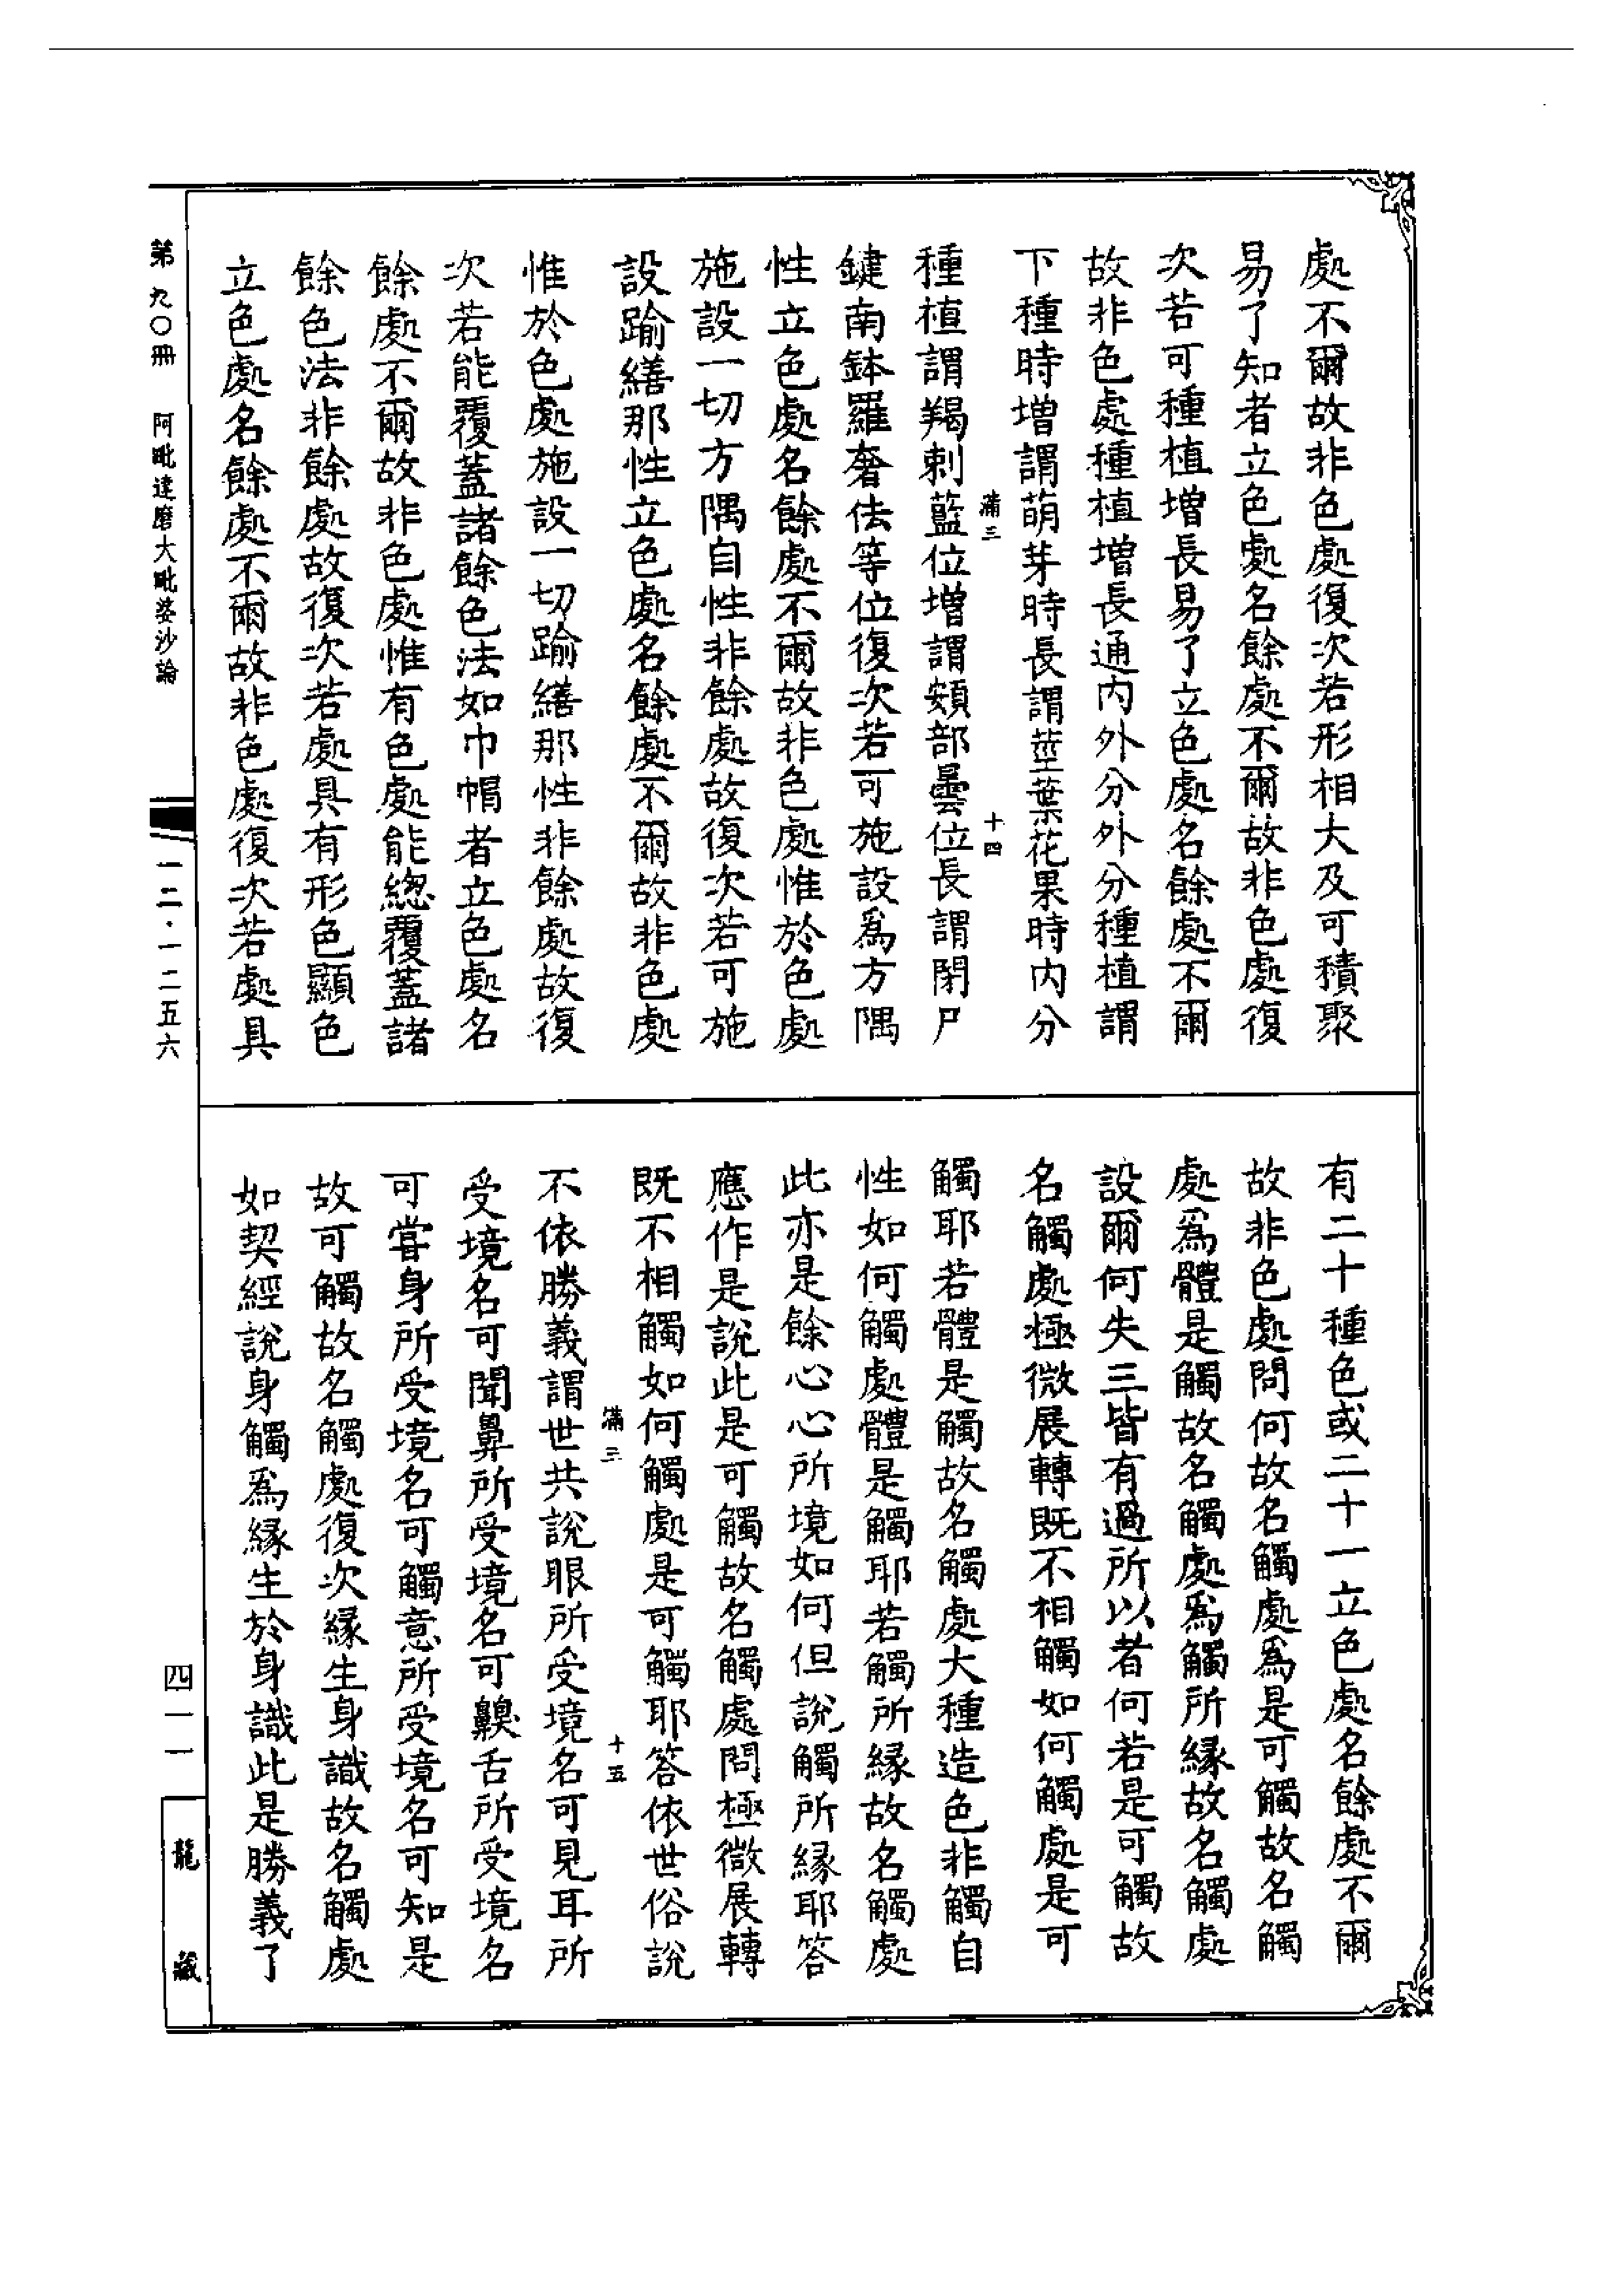 處不爾故非色處復次若形相大及可積聚
易了知者立色處名餘處不爾故非色處復
次若可種植增長易了立色處名餘處不爾
故非色處種植增長通內外分外分種植謂
下種時增謂萌芽時長謂莖葉花果時內分
滿三　十四
種植謂羯剌藍位增謂頞部曇位長謂閉尸
鍵南鉢羅奢佉等位復次若可施設爲方隅
性立色處名餘處不爾故非色處惟於色處
施設一切方隅自性非餘處故復次若可施
設踰繕那性立色處名餘處不爾故非色處
惟於色處施設一切踰繕那性非餘處故復
次若能覆蓋諸餘色法如巾帽者立色處名
餘處不爾故非色處惟有色處能緫覆蓋諸
餘色法非餘處故復次若處具有形色顯色
立色處名餘處不爾故非色處復次若處具
有二十種色或二十一立色處名餘處不爾
故非色處問何故名觸處爲是可觸故名觸
處爲體是觸故名觸處爲觸所緣故名觸處
設爾何失三皆有過所以者何若是可觸故
名觸處極微展轉既不相觸如何觸處是可
觸耶若體是觸故名觸處大種造色非觸自
性如何觸處體是觸耶若觸所緣故名觸處
此亦是餘心心所境如何但說觸所緣耶答
應作是說此是可觸故名觸處問極微展轉
既不相觸如何觸處是可觸耶答依世俗說
滿三　十五
不依勝義謂世共說眼所受境名可見耳所
受境名可聞鼻所受境名可齅舌所受境名
可嘗身所受境名可觸意所受境名可知是
故可觸故名觸處復次緣生身識故名觸處
如契經說身觸爲緣生於身識此是勝義了
第九〇冊　阿毗達磨大毗婆沙論
一二·一二五六
四一一
龍藏